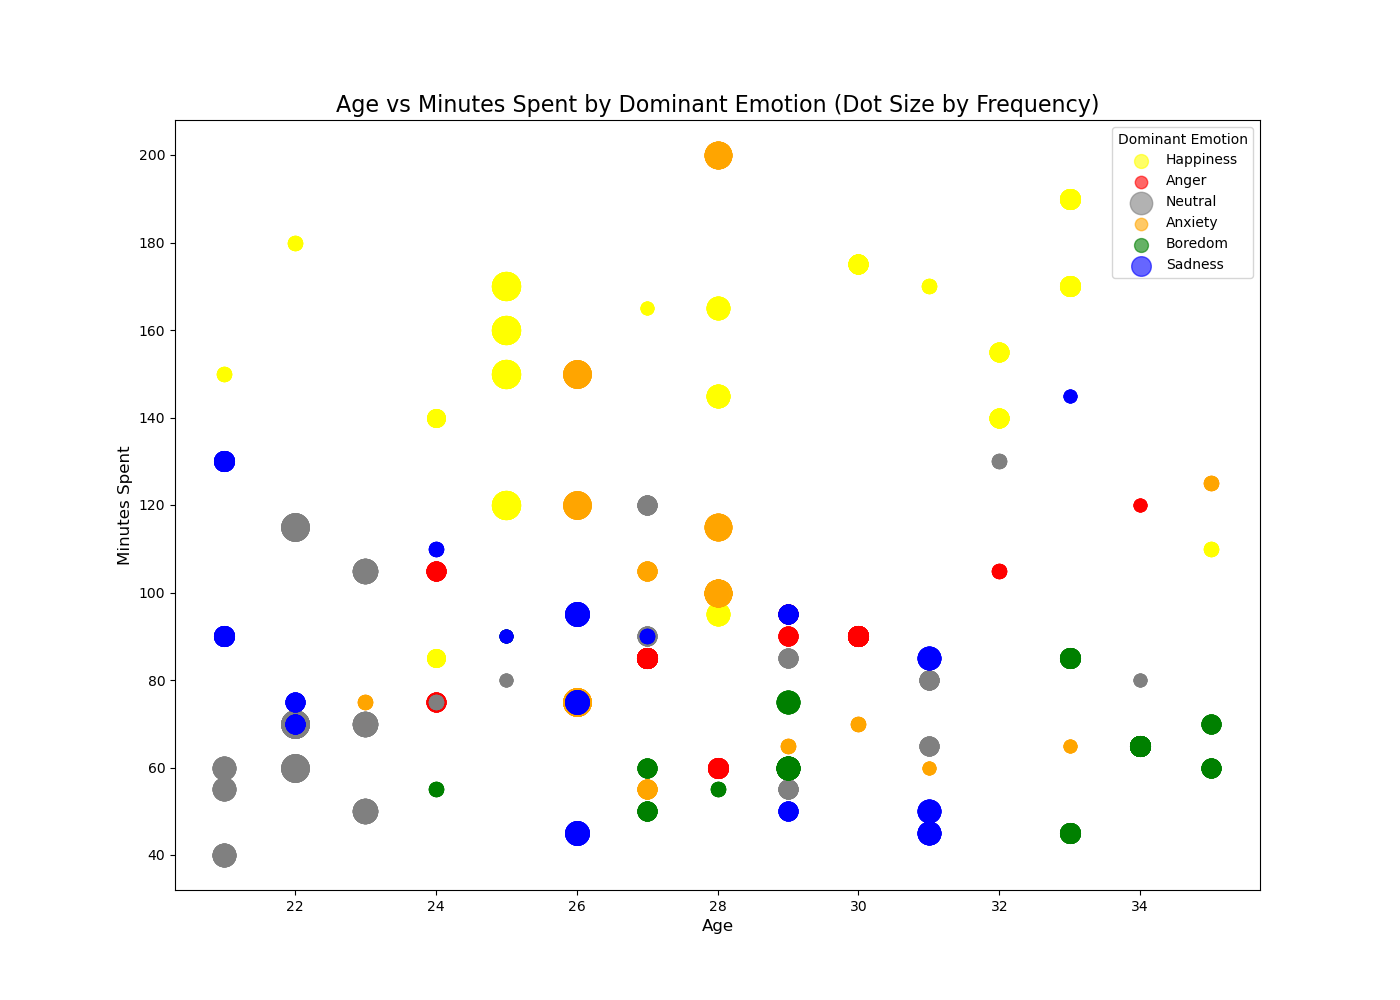 Age vs Minutes Spent by Dominant Emotion (Dot Size by Frequency)
Dominant Emotion
Happiness
Anger
Neutral
Anxiety
Boredom
Sadness
Minutes Spent
200
180
160
140
120
100
80
60
40
22 24 26 28 30 32 34
Age